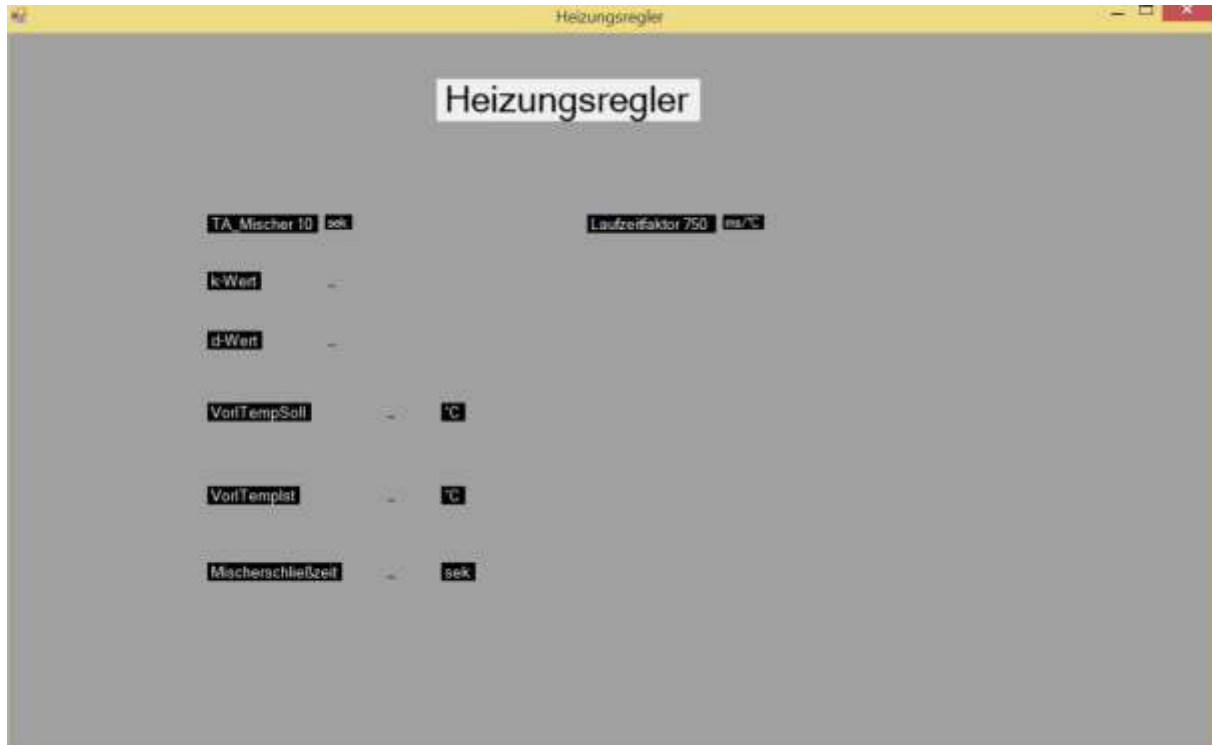 Heizungsregler
Heizungsregler
TA_Mischer 10 sek Laufzeitfaktor 750 ms/°C
k-Wert _
d-Wert _
VorlTempSoll _ °C
VorlTempIst _ °C
Mischerschließzeit _ sek